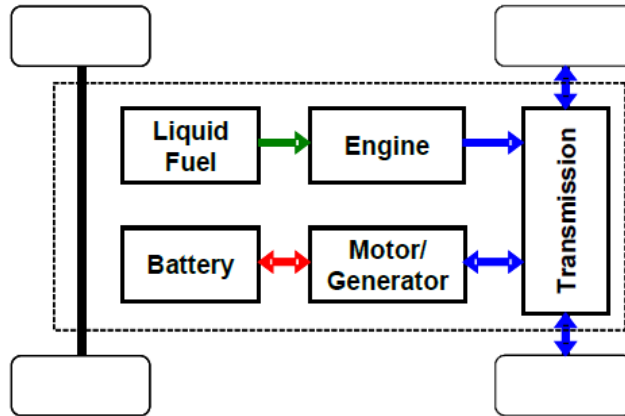 Liquid
Fuel
Engine
Transmission
Battery
Motor/
Generator